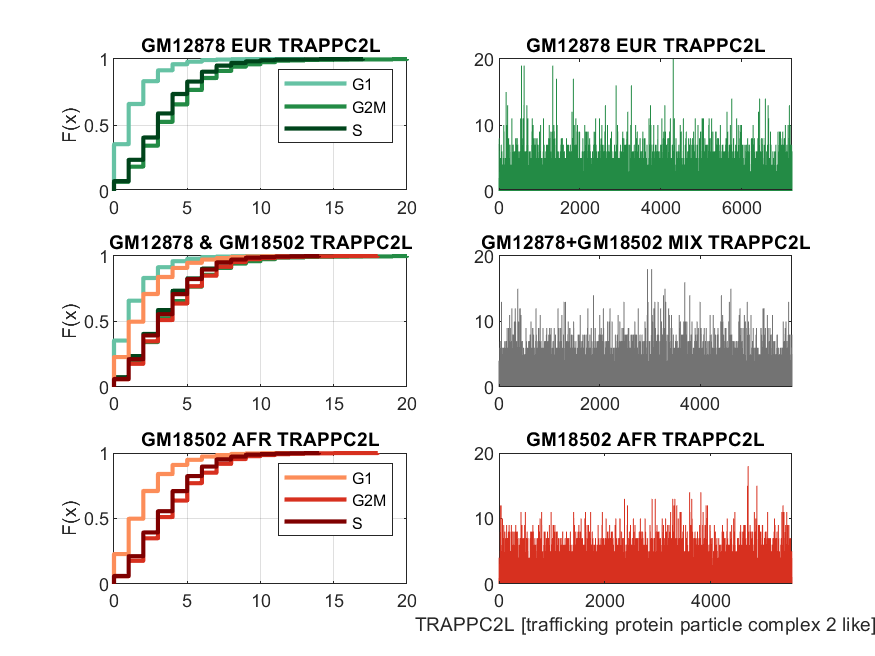 GM12878 EUR TRAPPC2L
1
0.5
0
F(x)
0 5 10 15 20
G1
G2M
S
GM12878 EUR TRAPPC2L
20
10
0
0 2000 4000 6000
GM12878 & GM18502 TRAPPC2L
1
0.5
0
F(x)
0 5 10 15 20
GM12878+GM18502 MIX TRAPPC2L
20
10
0
0 2000 4000
GM18502 AFR TRAPPC2L
1
0.5
0
F(x)
0 5 10 15 20
G1
G2M
S
GM18502 AFR TRAPPC2L
20
10
0
0 2000 4000
TRAPPC2L [trafficking protein particle complex 2 like]